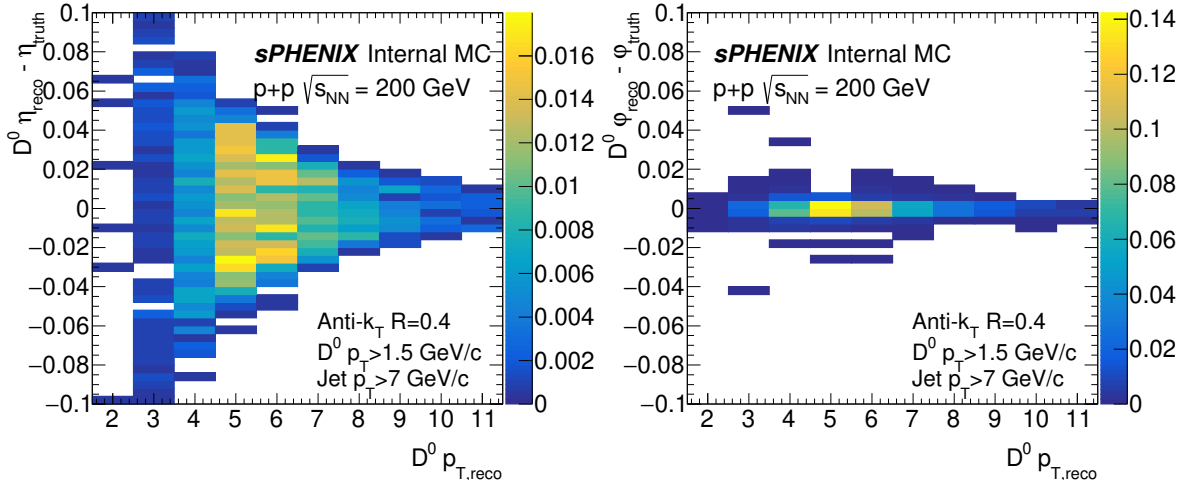 D⁰ η_reco - η_truth
0.1
0.08
0.06
0.04
0.02
0
−0.02
−0.04
−0.06
−0.08
−0.1
sPHENIX Internal MC
p+p √s_NN = 200 GeV
Anti-k_T R=0.4
D⁰ p_T>1.5 GeV/c
Jet p_T>7 GeV/c
2 3 4 5 6 7 8 9 10 11
D⁰ p_T,reco
0.016
0.014
0.012
0.01
0.008
0.006
0.004
0.002
0
D⁰ φ_reco - φ_truth
0.1
0.08
0.06
0.04
0.02
0
−0.02
−0.04
−0.06
−0.08
−0.1
sPHENIX Internal MC
p+p √s_NN = 200 GeV
Anti-k_T R=0.4
D⁰ p_T>1.5 GeV/c
Jet p_T>7 GeV/c
2 3 4 5 6 7 8 9 10 11
D⁰ p_T,reco
0.14
0.12
0.1
0.08
0.06
0.04
0.02
0